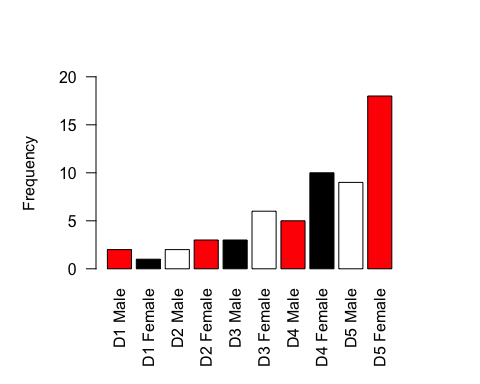 Frequency
20
15
10
5
0
D1 Male
D1 Female
D2 Male
D2 Female
D3 Male
D3 Female
D4 Male
D4 Female
D5 Male
D5 Female